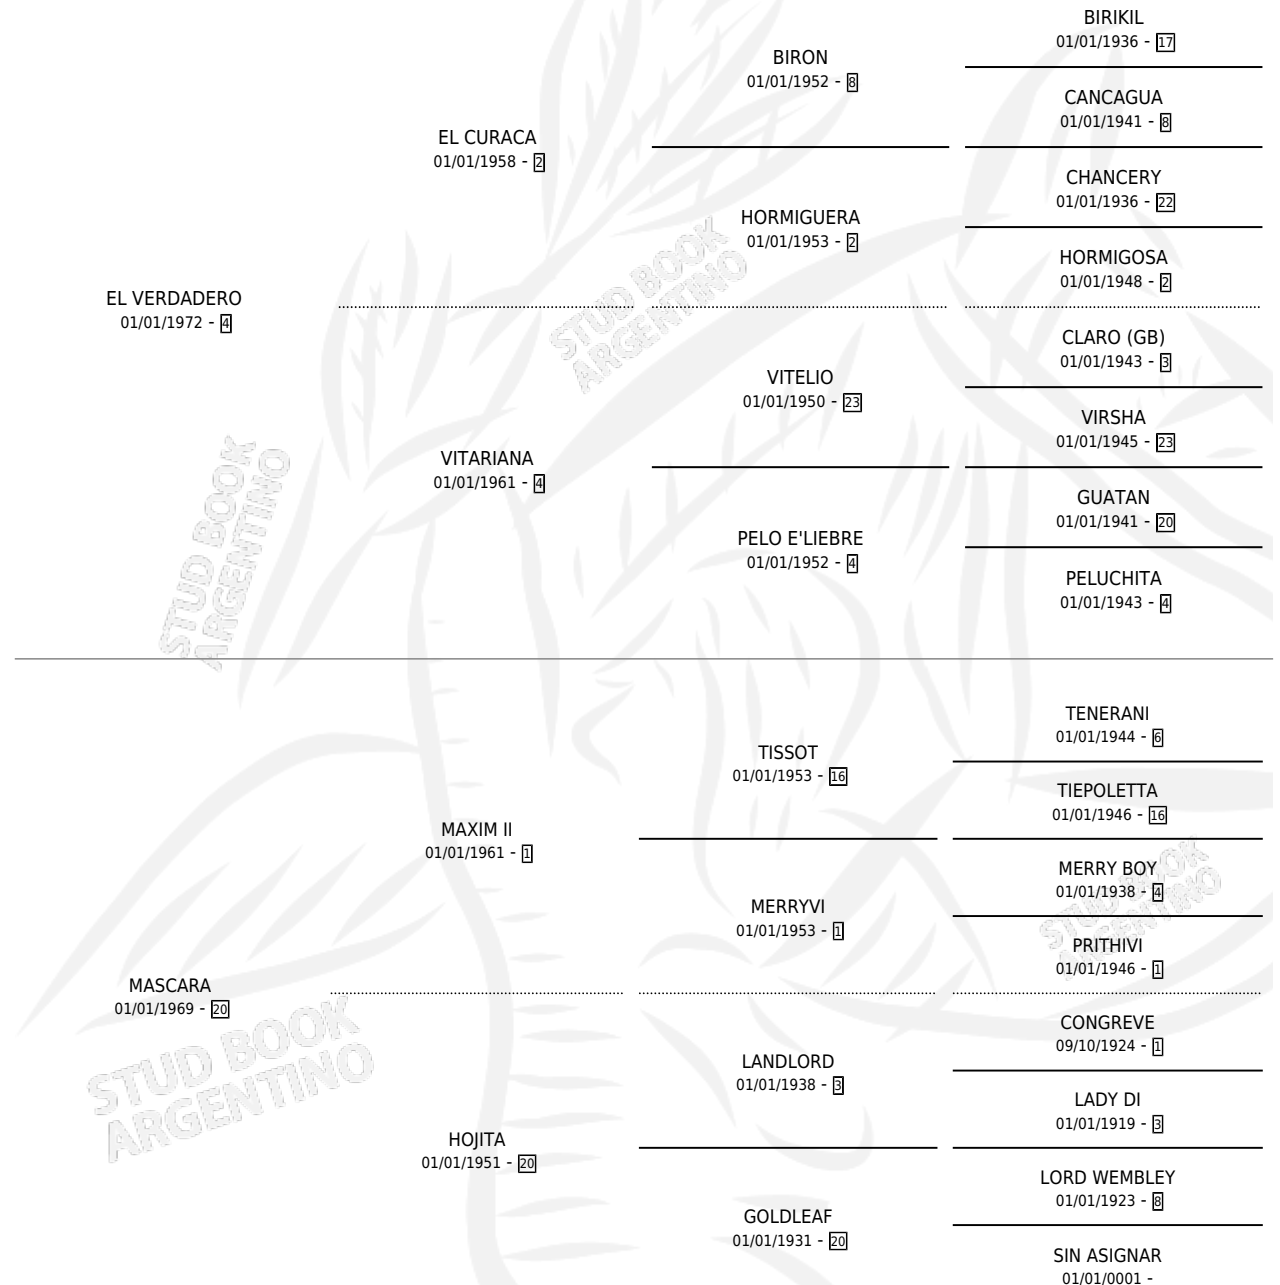 EL VERDADERO
01/01/1972 - 4
EL CURACA
01/01/1958 - 2
VITARIANA
01/01/1961 - 4
BIRON
01/01/1952 - 8
HORMIGUERA
01/01/1953 - 2
VITELIO
01/01/1950 - 23
PELO E'LIEBRE
01/01/1952 - 4
BIRIKIL
01/01/1936 - 17
CANCAGUA
01/01/1941 - 8
CHANCERY
01/01/1936 - 22
HORMIGOSA
01/01/1948 - 2
CLARO (GB)
01/01/1943 - 3
VIRSHA
01/01/1945 - 23
GUATAN
01/01/1941 - 20
PELUCHITA
01/01/1943 - 4
MASCARA
01/01/1969 - 20
MAXIM II
01/01/1961 - 1
HOJITA
01/01/1951 - 20
TISSOT
01/01/1953 - 16
MERRYVI
01/01/1953 - 1
LANDLORD
01/01/1938 - 3
GOLDLEAF
01/01/1931 - 20
TENERANI
01/01/1944 - 6
TIEPOLETTA
01/01/1946 - 16
MERRY BOY
01/01/1938 - 4
PRITHIVI
01/01/1946 - 1
CONGREVE
09/10/1924 - 1
LADY DI
01/01/1919 - 3
LORD WEMBLEY
01/01/1923 - 8
SIN ASIGNAR
01/01/0001 -
STUD BOOK
ARGENTINO
STUD BOOK
ARGENTINO
STUD BOOK
ARGENTINO
STUD BOOK
ARGENTINO